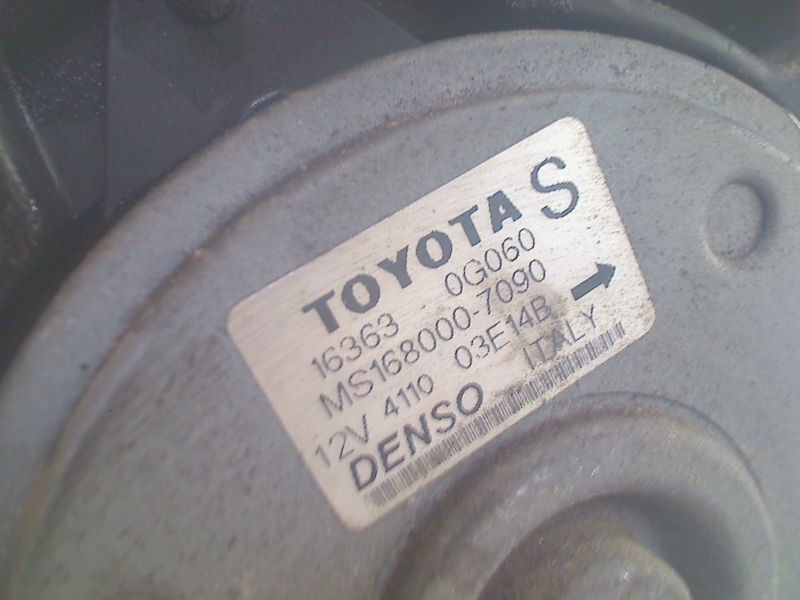 TOYOTA S
16363 0G060
MS168000-7090
12V 4110 03E14B
DENSO ITALY